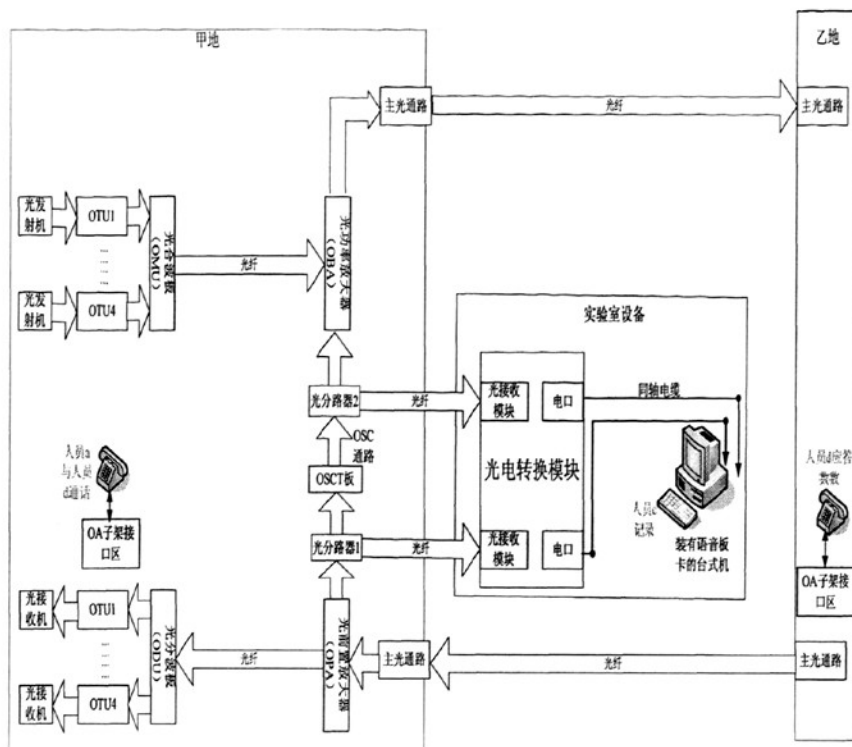 甲地
乙地
主光通路
光纤
主光通路
光发
射机
OTU1
光合波板
(OMU)
光纤
光功率放大器
(OBA)
光发
射机
OTU4
实验室设备
光分路器2
光纤
光接收
模块
电口
同轴电缆
OSC
通路
人员a
与人员
d通话
OSCT板
光电转换模块
人员c
记录
装有语音板
卡的台式机
人员d应答
数数
OA子架接
口区
光分路器1
光纤
光接收
模块
电口
OA子架接
口区
光接
收机
OTU1
光分波板
(ODU)
光纤
光前置放大器
(OPA)
主光通路
光纤
主光通路
光接
收机
OTU4